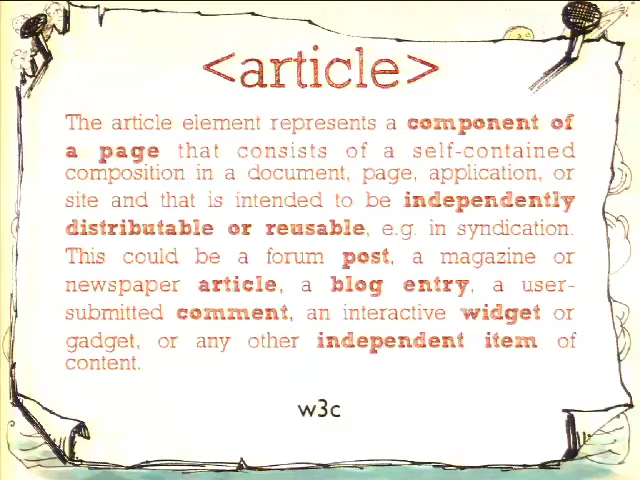 <article>
The article element represents a component of
a page that consists of a self-contained
composition in a document, page, application, or
site and that is intended to be independently
distributable or reusable, e.g. in syndication.
This could be a forum post, a magazine or
newspaper article, a blog entry, a user-
submitted comment, an interactive widget or
gadget, or any other independent item of
content.
w3c